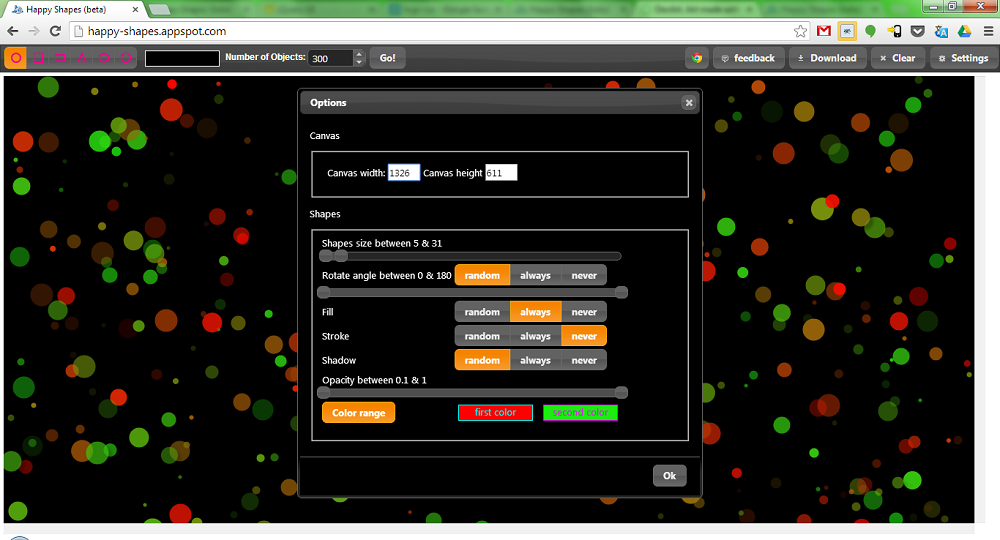 Happy Shapes (beta)
happy-shapes.appspot.com
Number of Objects: 300 Go! feedback Download Clear Settings
Options
Canvas
Canvas width: 1326 Canvas height 611
Shapes
Shapes size between 5 & 31
Rotate angle between 0 & 180 random always never
Fill random always never
Stroke random always never
Shadow random always never
Opacity between 0.1 & 1
Color range first color second color
Ok